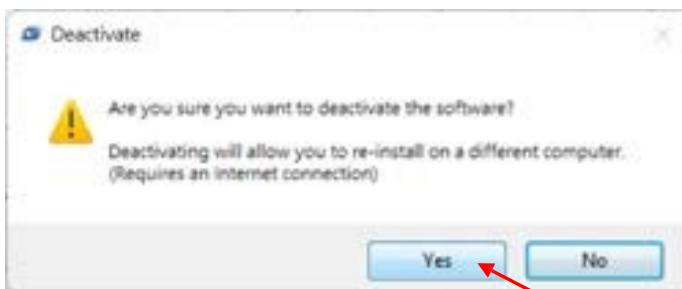 Deactivate
Are you sure you want to deactivate the software?
Deactivating will allow you to re-install on a different computer.
(Requires an internet connection)
Yes
No